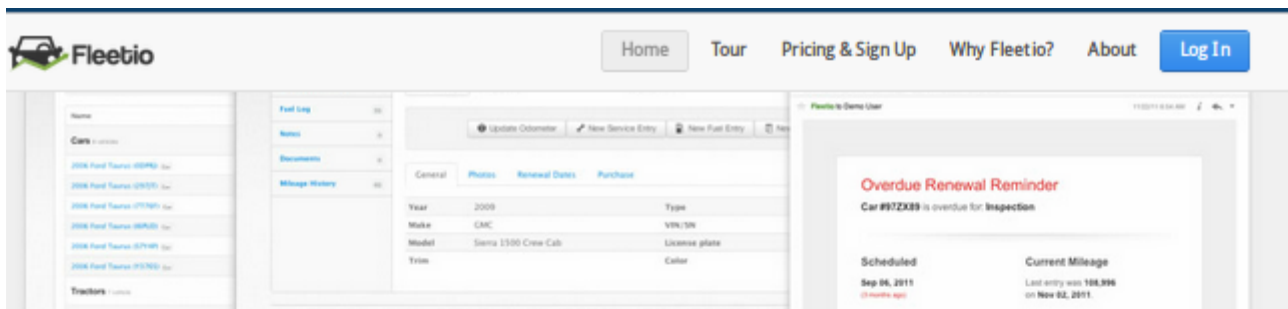 Fleetio
Home Tour Pricing & Sign Up Why Fleetio? About Log In
Name
Cars
2006 Ford Taurus
2006 Ford Taurus
2006 Ford Taurus
2006 Ford Taurus
2006 Ford Taurus
2006 Ford Taurus
Tractors
Fuel Log
Notes
Documents
Mileage History
Update Odometer New Service Entry New Fuel Entry
General Photos Renewal Dates Purchase
Year 2009 Type
Make GMC VIN/SN
Model Sierra 1500 Crew Cab License plate
Trim Color
Fleetio to Demo User
Overdue Renewal Reminder
Car #97ZX89 is overdue for: Inspection
Scheduled Current Mileage
Sep 06, 2011 Last entry was 108,996
(3 months ago) on Nov 02, 2011.